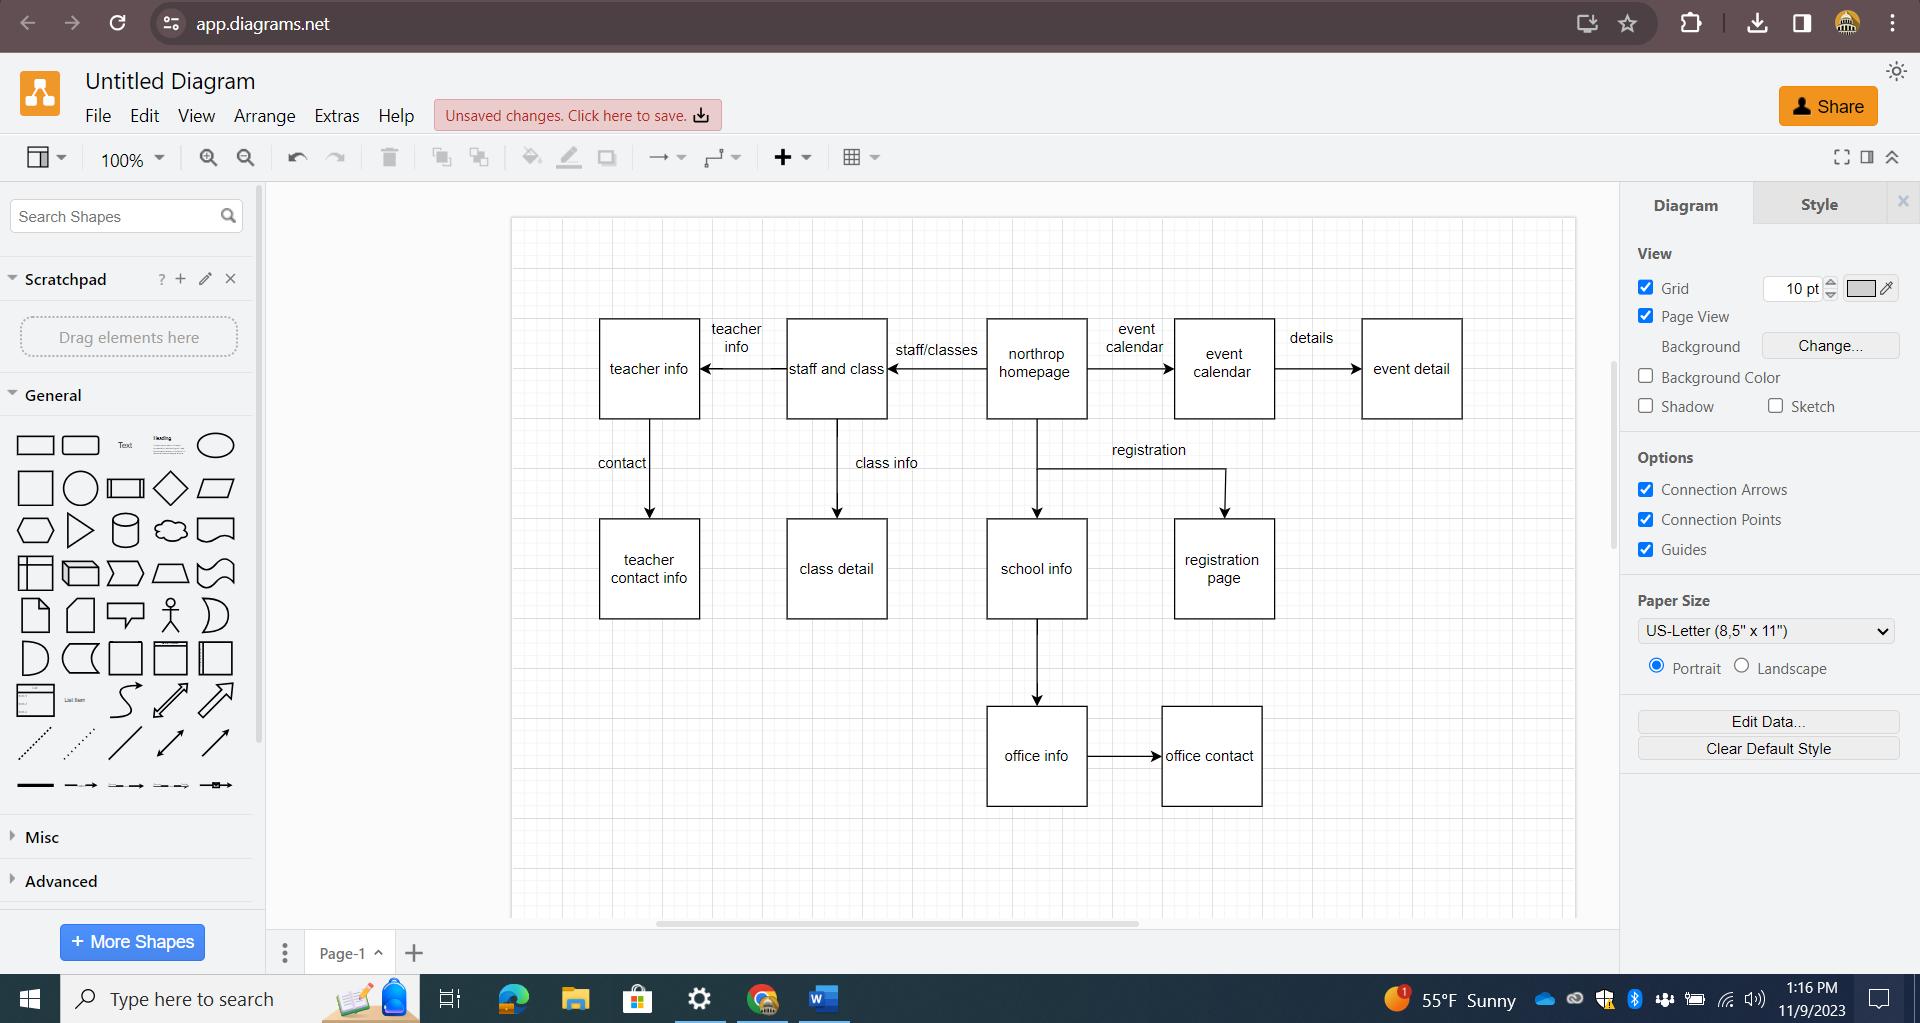 app.diagrams.net
Untitled Diagram
File Edit View Arrange Extras Help
Unsaved changes. Click here to save.
Share
100%
Search Shapes
Scratchpad
?
Drag elements here
General
Text
Heading
List Item
Misc
Advanced
+ More Shapes
teacher
info
staff/classes
event
calendar
details
teacher info
staff and class
northrop
homepage
event
calendar
event detail
contact
class info
registration
teacher
contact info
class detail
school info
registration
page
office info
office contact
Page-1
Diagram
Style
View
Grid
10 pt
Page View
Background
Change...
Background Color
Shadow
Sketch
Options
Connection Arrows
Connection Points
Guides
Paper Size
US-Letter (8,5" x 11")
Portrait
Landscape
Edit Data...
Clear Default Style
Type here to search
W
1
55°F Sunny
1:16 PM
11/9/2023